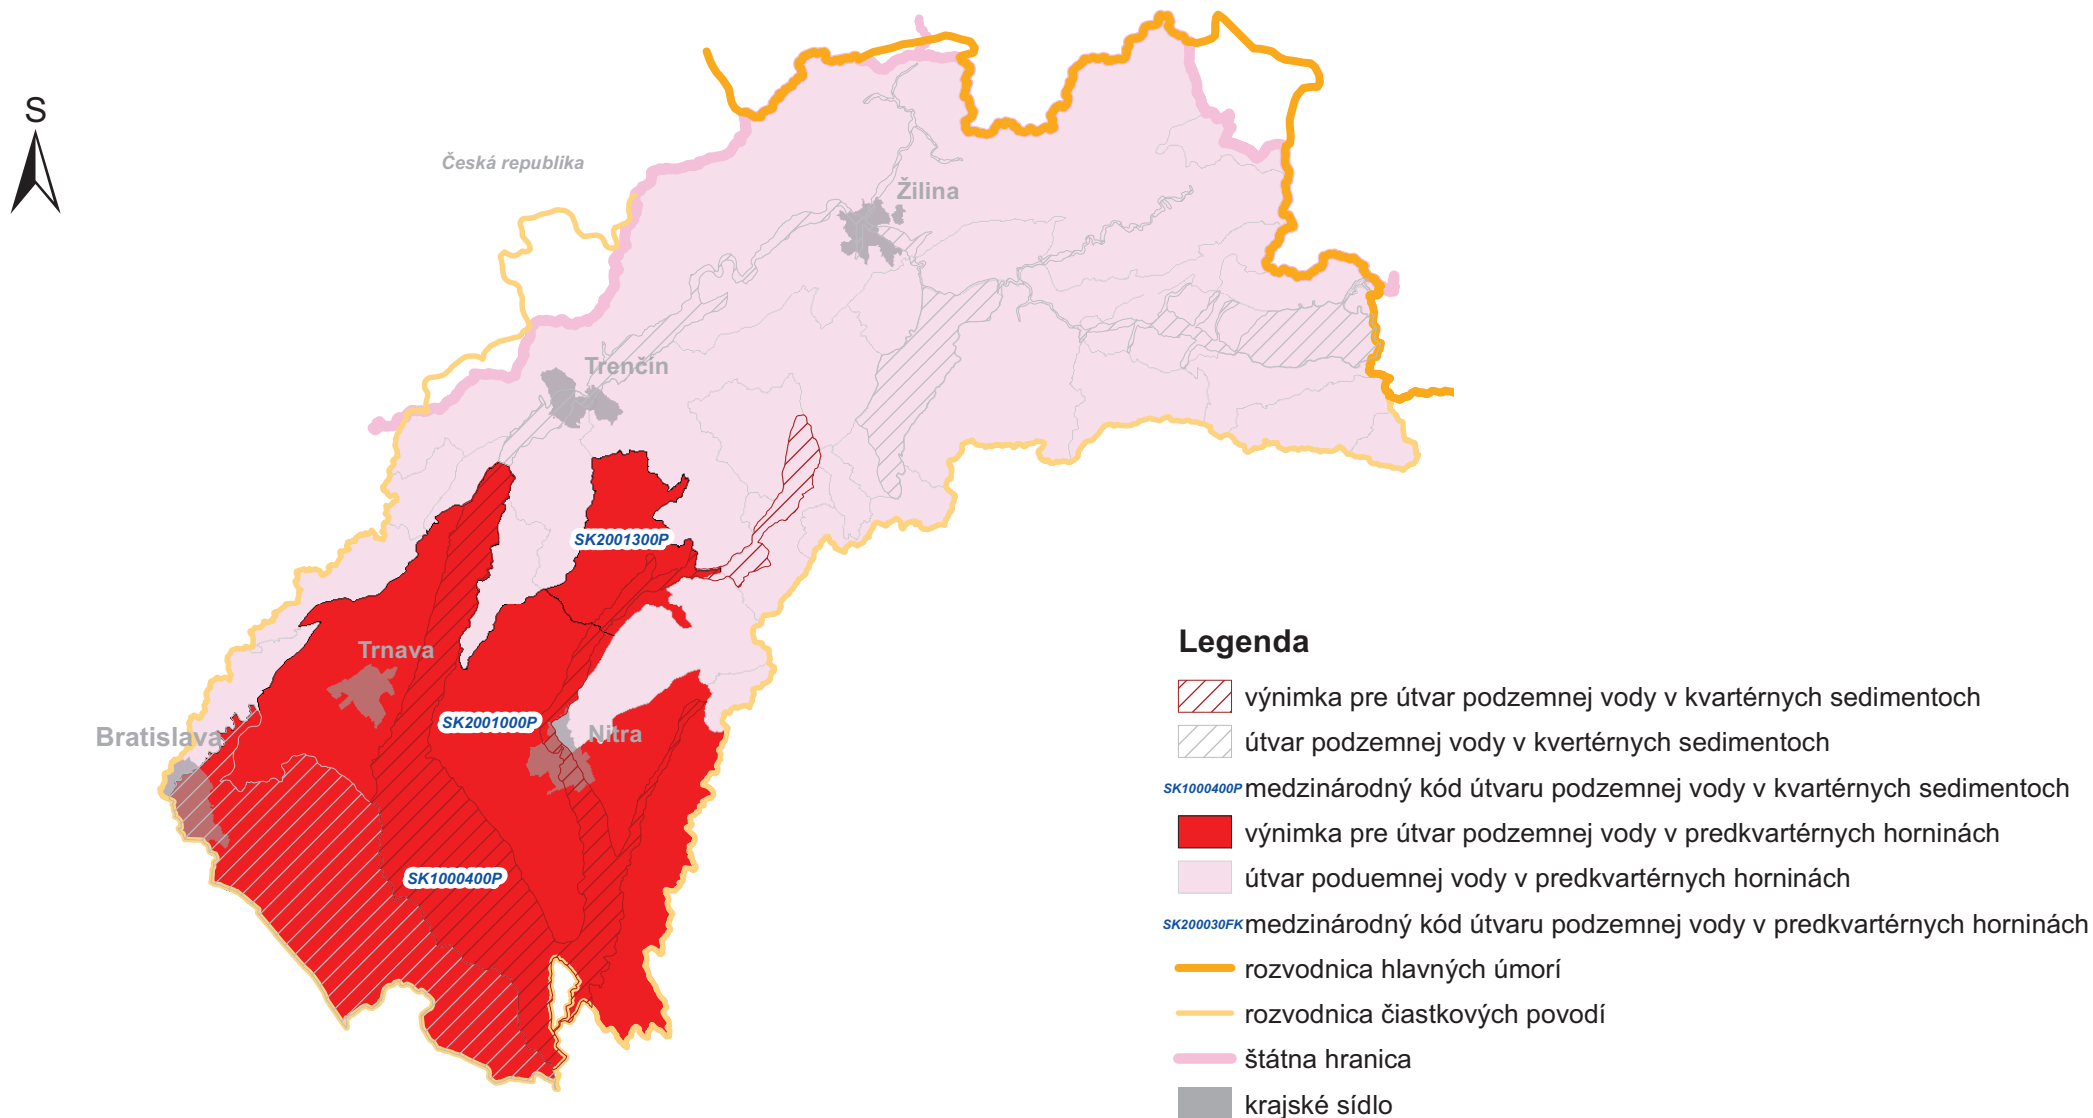 S
Česká republika
Žilina
Trenčín
SK2001300P
Trnava
SK2001000P
Nitra
Bratislava
SK1000400P
Legenda
výnimka pre útvar podzemnej vody v kvartérnych sedimentoch
útvar podzemnej vody v kvertérnych sedimentoch
SK1000400P medzinárodný kód útvaru podzemnej vody v kvartérnych sedimentoch
výnimka pre útvar podzemnej vody v predkvartérnych horninách
útvar poduemnej vody v predkvartérnych horninách
SK200030FK medzinárodný kód útvaru podzemnej vody v predkvartérnych horninách
rozvodnica hlavných úmorí
rozvodnica čiastkových povodí
štátna hranica
krajské sídlo